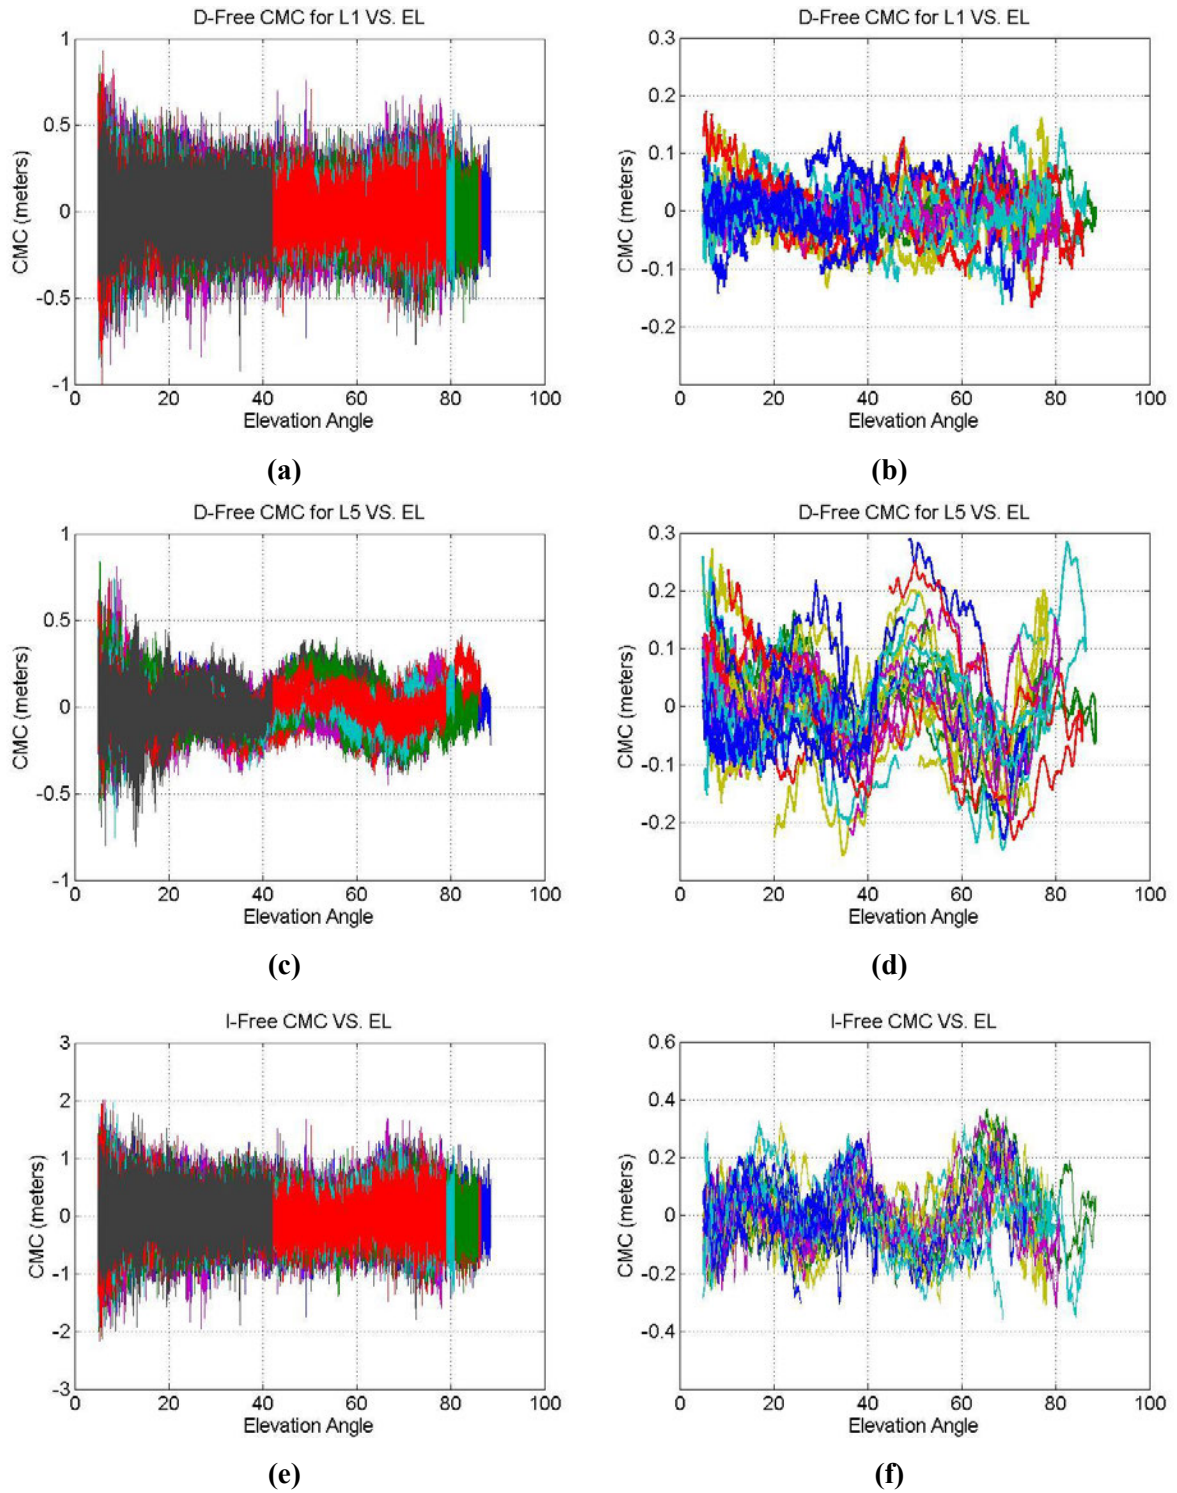 D-Free CMC for L1 VS. EL
CMC (meters)
1
0.5
0
-0.5
-1
0 20 40 60 80 100
Elevation Angle
(a)
D-Free CMC for L1 VS. EL
CMC (meters)
0.3
0.2
0.1
0
-0.1
-0.2
0 20 40 60 80 100
Elevation Angle
(b)
D-Free CMC for L5 VS. EL
CMC (meters)
1
0.5
0
-0.5
-1
0 20 40 60 80 100
Elevation Angle
(c)
D-Free CMC for L5 VS. EL
CMC (meters)
0.3
0.2
0.1
0
-0.1
-0.2
0 20 40 60 80 100
Elevation Angle
(d)
I-Free CMC VS. EL
CMC (meters)
3
2
1
0
-1
-2
-3
0 20 40 60 80 100
Elevation Angle
(e)
I-Free CMC VS. EL
CMC (meters)
0.6
0.4
0.2
0
-0.2
-0.4
0 20 40 60 80 100
Elevation Angle
(f)